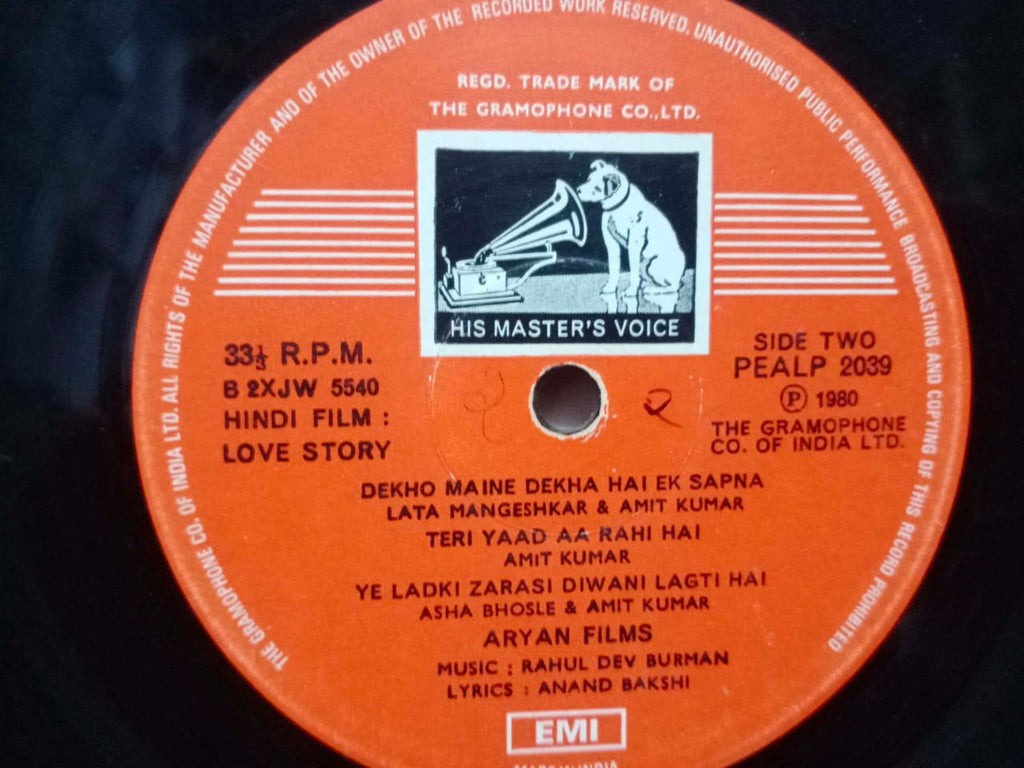 THE GRAMOPHONE CO. OF INDIA LTD. ALL RIGHTS OF THE MANUFACTURER AND OF THE OWNER OF THE RECORDED WORK RESERVED. UNAUTHORISED PUBLIC PERFORMANCE BROADCASTING AND COPYING OF THIS RECORD PROHIBITED
REGD. TRADE MARK OF
THE GRAMOPHONE CO.,LTD.
HIS MASTER'S VOICE
33⅓ R.P.M.
B 2XJW 5540
HINDI FILM :
LOVE STORY
SIDE TWO
PEALP 2039
Ⓟ 1980
THE GRAMOPHONE
CO. OF INDIA LTD.
2
DEKHO MAINE DEKHA HAI EK SAPNA
LATA MANGESHKAR & AMIT KUMAR
TERI YAAD AA RAHI HAI
AMIT KUMAR
YE LADKI ZARASI DIWANI LAGTI HAI
ASHA BHOSLE & AMIT KUMAR
ARYAN FILMS
MUSIC : RAHUL DEV BURMAN
LYRICS : ANAND BAKSHI
EMI
MADE IN INDIA